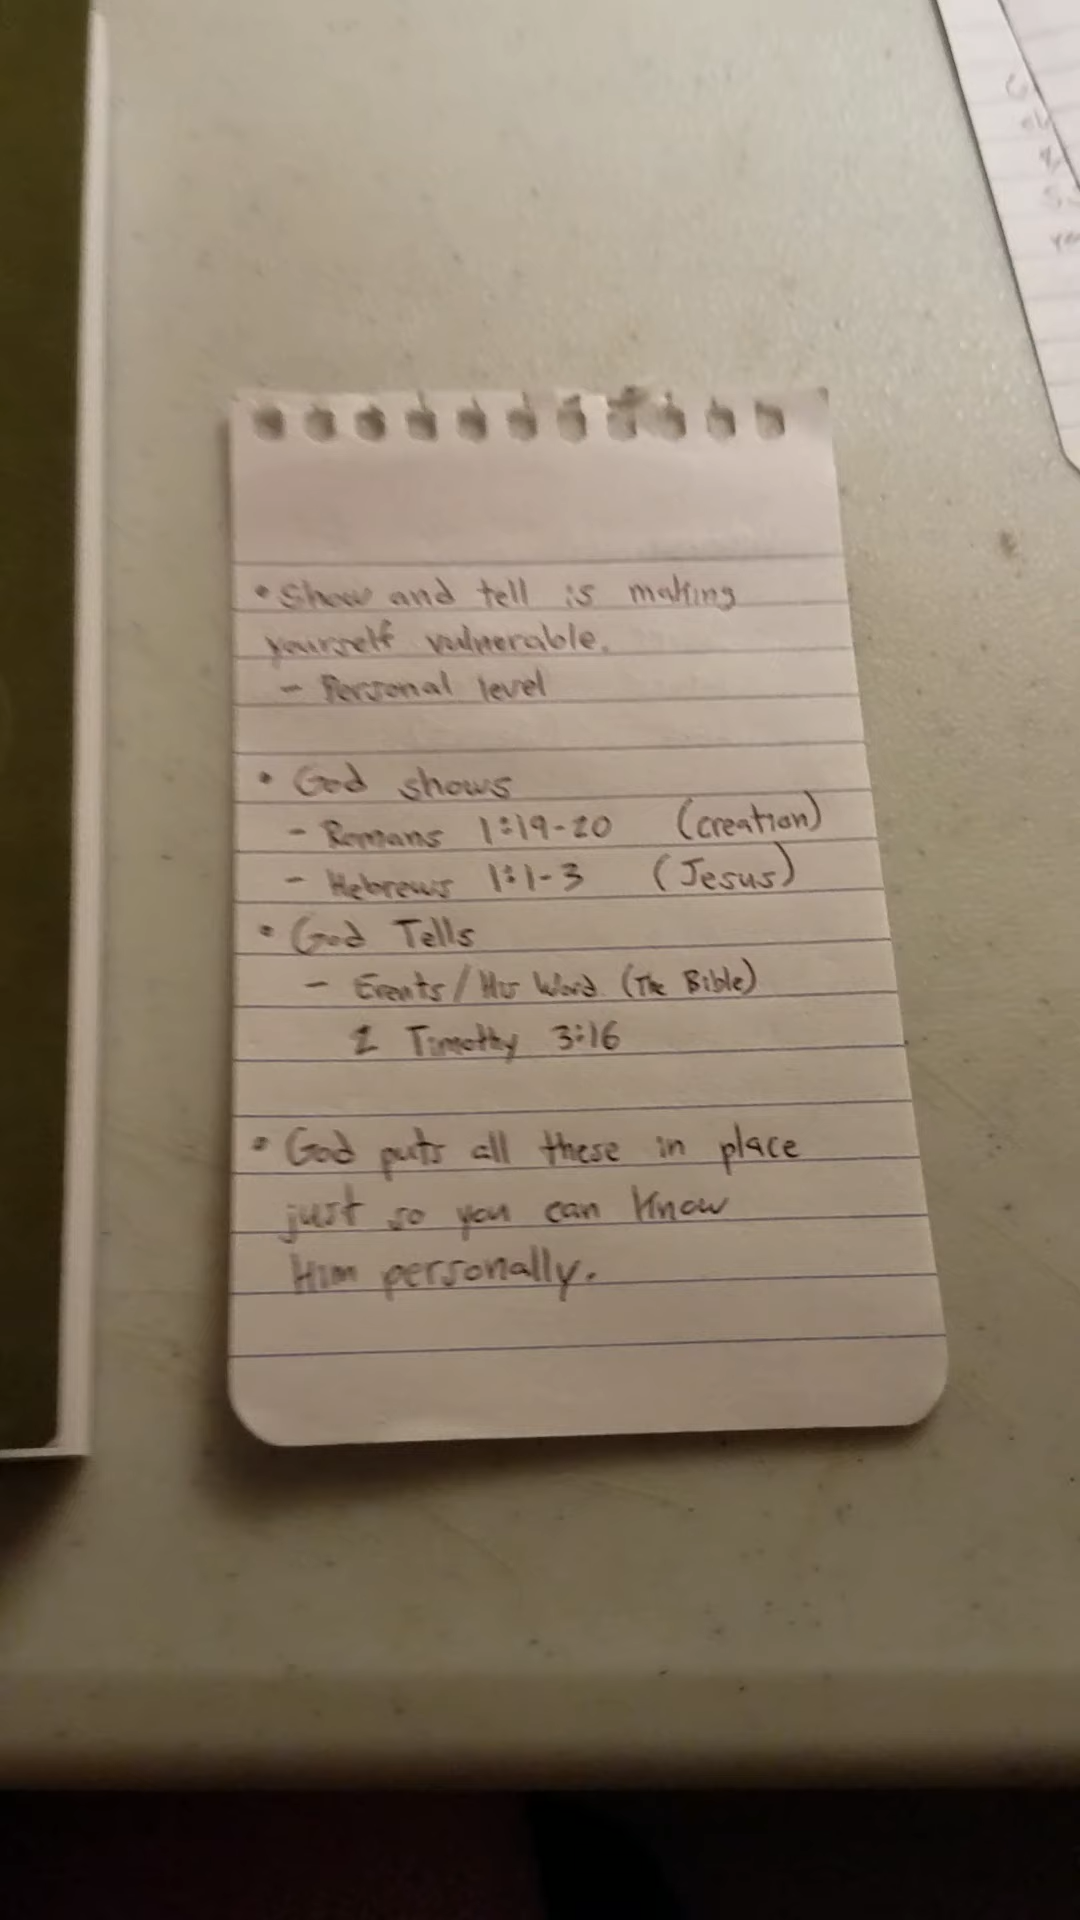 • Show and tell is making
yourself vulnerable.
- Personal level
• God shows
- Romans 1:19-20 (creation)
- Hebrews 1:1-3 (Jesus)
• God Tells
- Events/His Word. (The Bible)
2 Timothy 3:16
• God puts all these in place
just so you can know
Him personally.